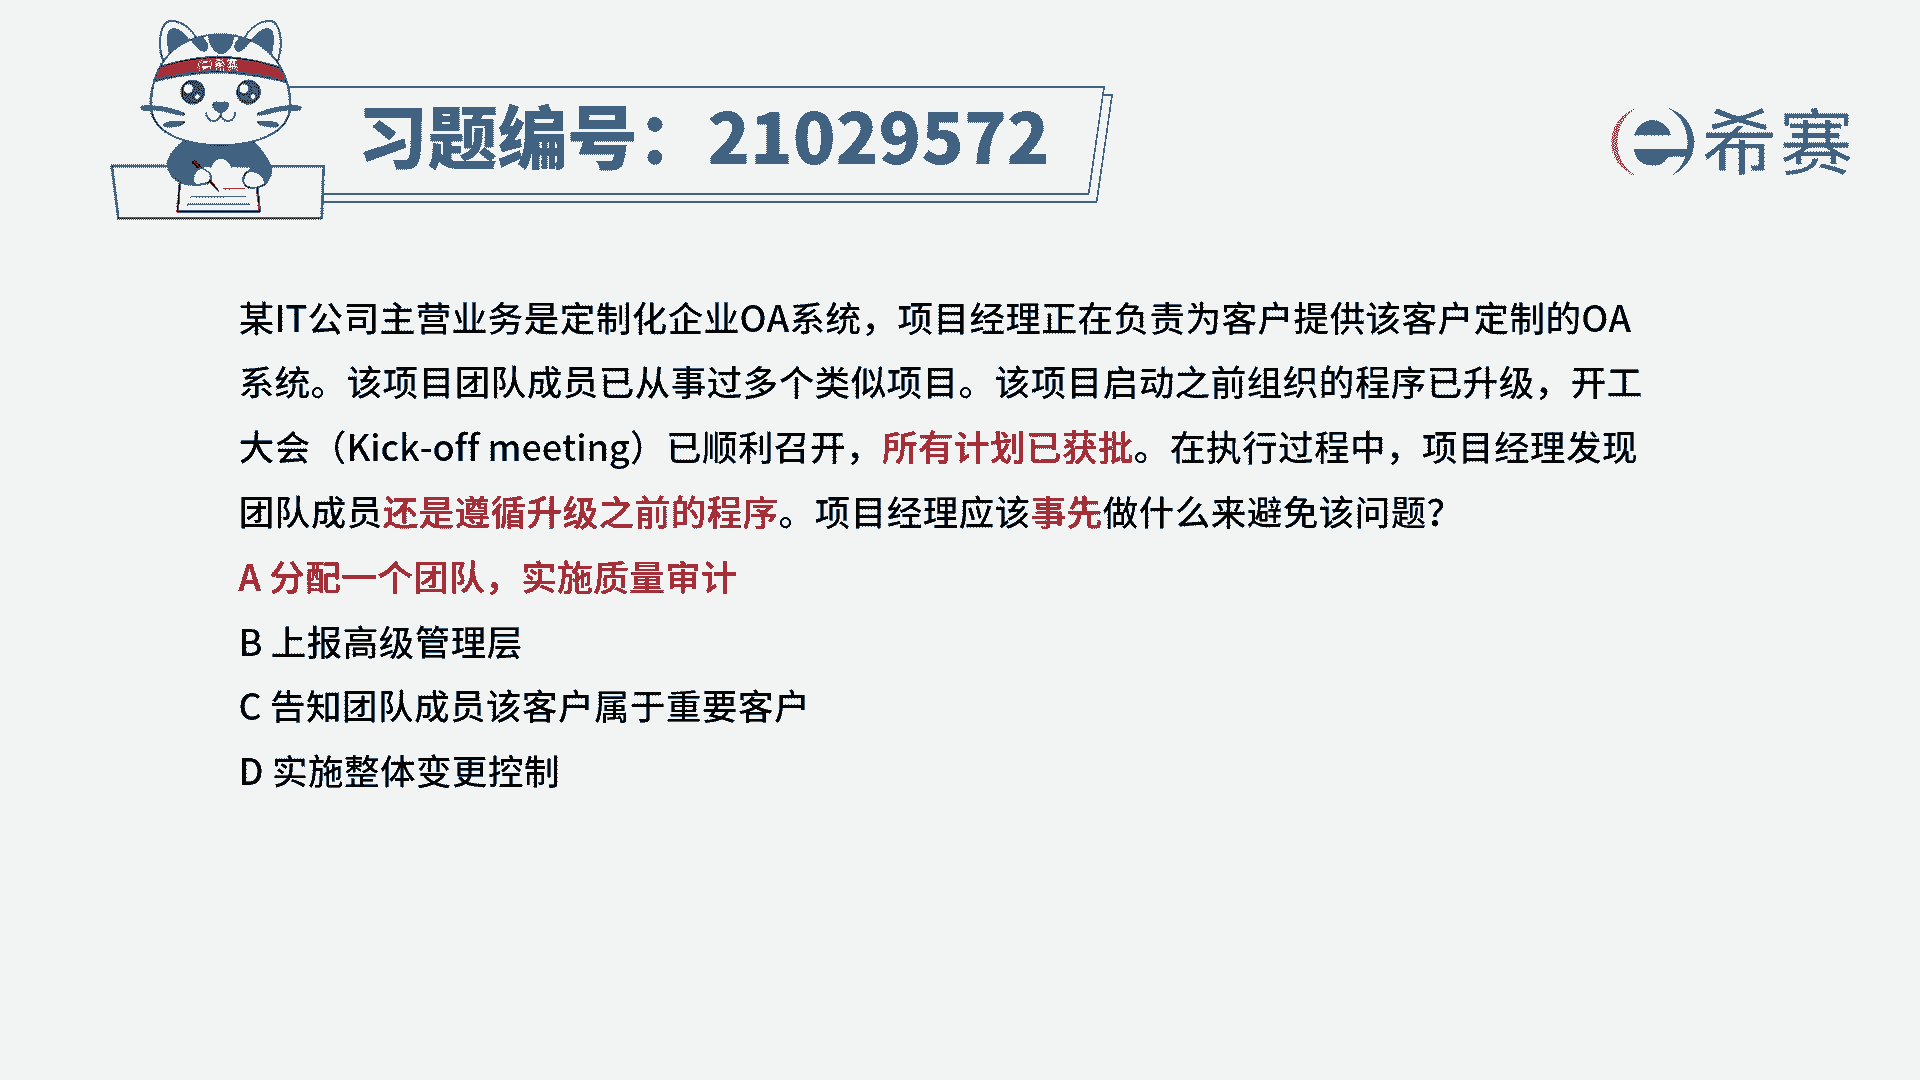 习题编号：21029572
希赛
某IT公司主营业务是定制化企业OA系统，项目经理正在负责为客户提供该客户定制的OA
系统。该项目团队成员已从事过多个类似项目。该项目启动之前组织的程序已升级，开工
大会（Kick-off meeting）已顺利召开，所有计划已获批。在执行过程中，项目经理发现
团队成员还是遵循升级之前的程序。项目经理应该事先做什么来避免该问题？
A 分配一个团队，实施质量审计
B 上报高级管理层
C 告知团队成员该客户属于重要客户
D 实施整体变更控制